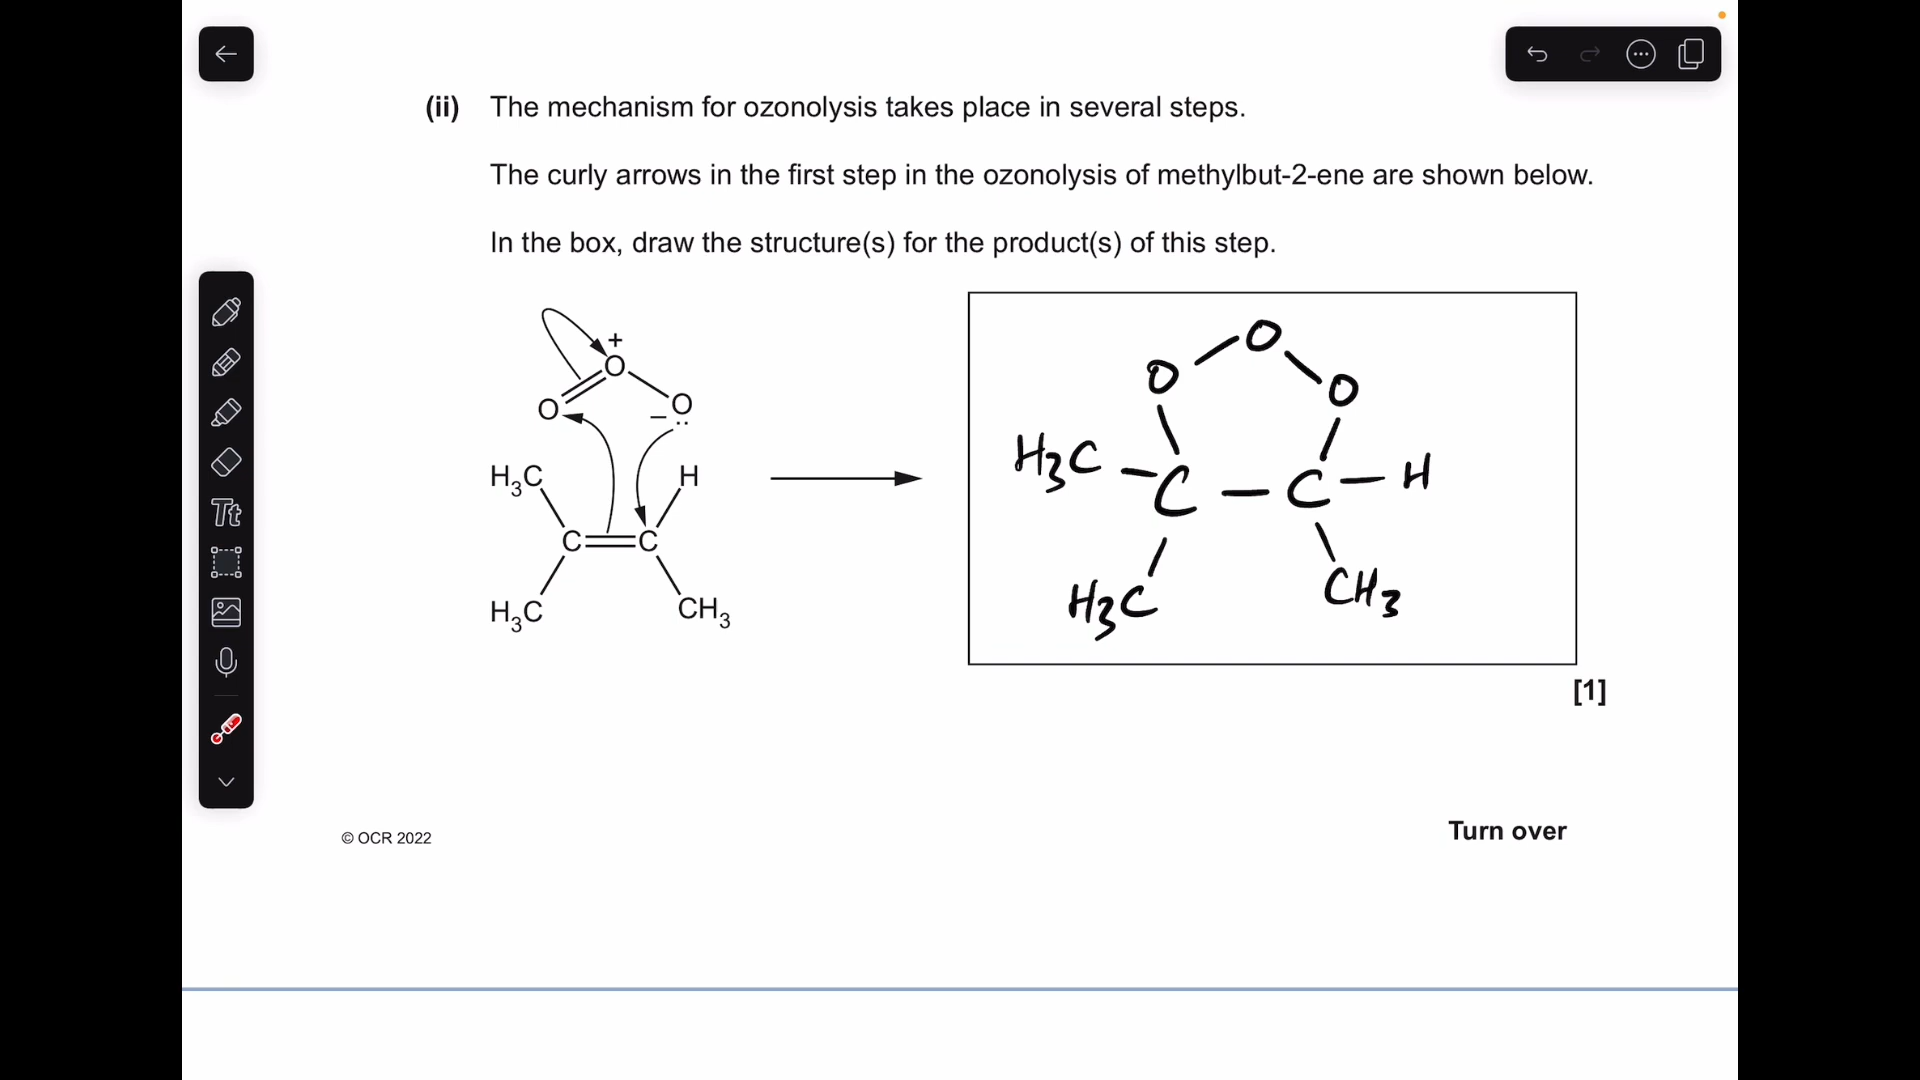 (ii) The mechanism for ozonolysis takes place in several steps.
The curly arrows in the first step in the ozonolysis of methylbut-2-ene are shown below.
In the box, draw the structure(s) for the product(s) of this step.
+
O
O O
– ..
H₃C H
C C
H₃C CH₃
O
O O
H₃C C C H
H₃C CH₃
[1]
© OCR 2022
Turn over
Tt